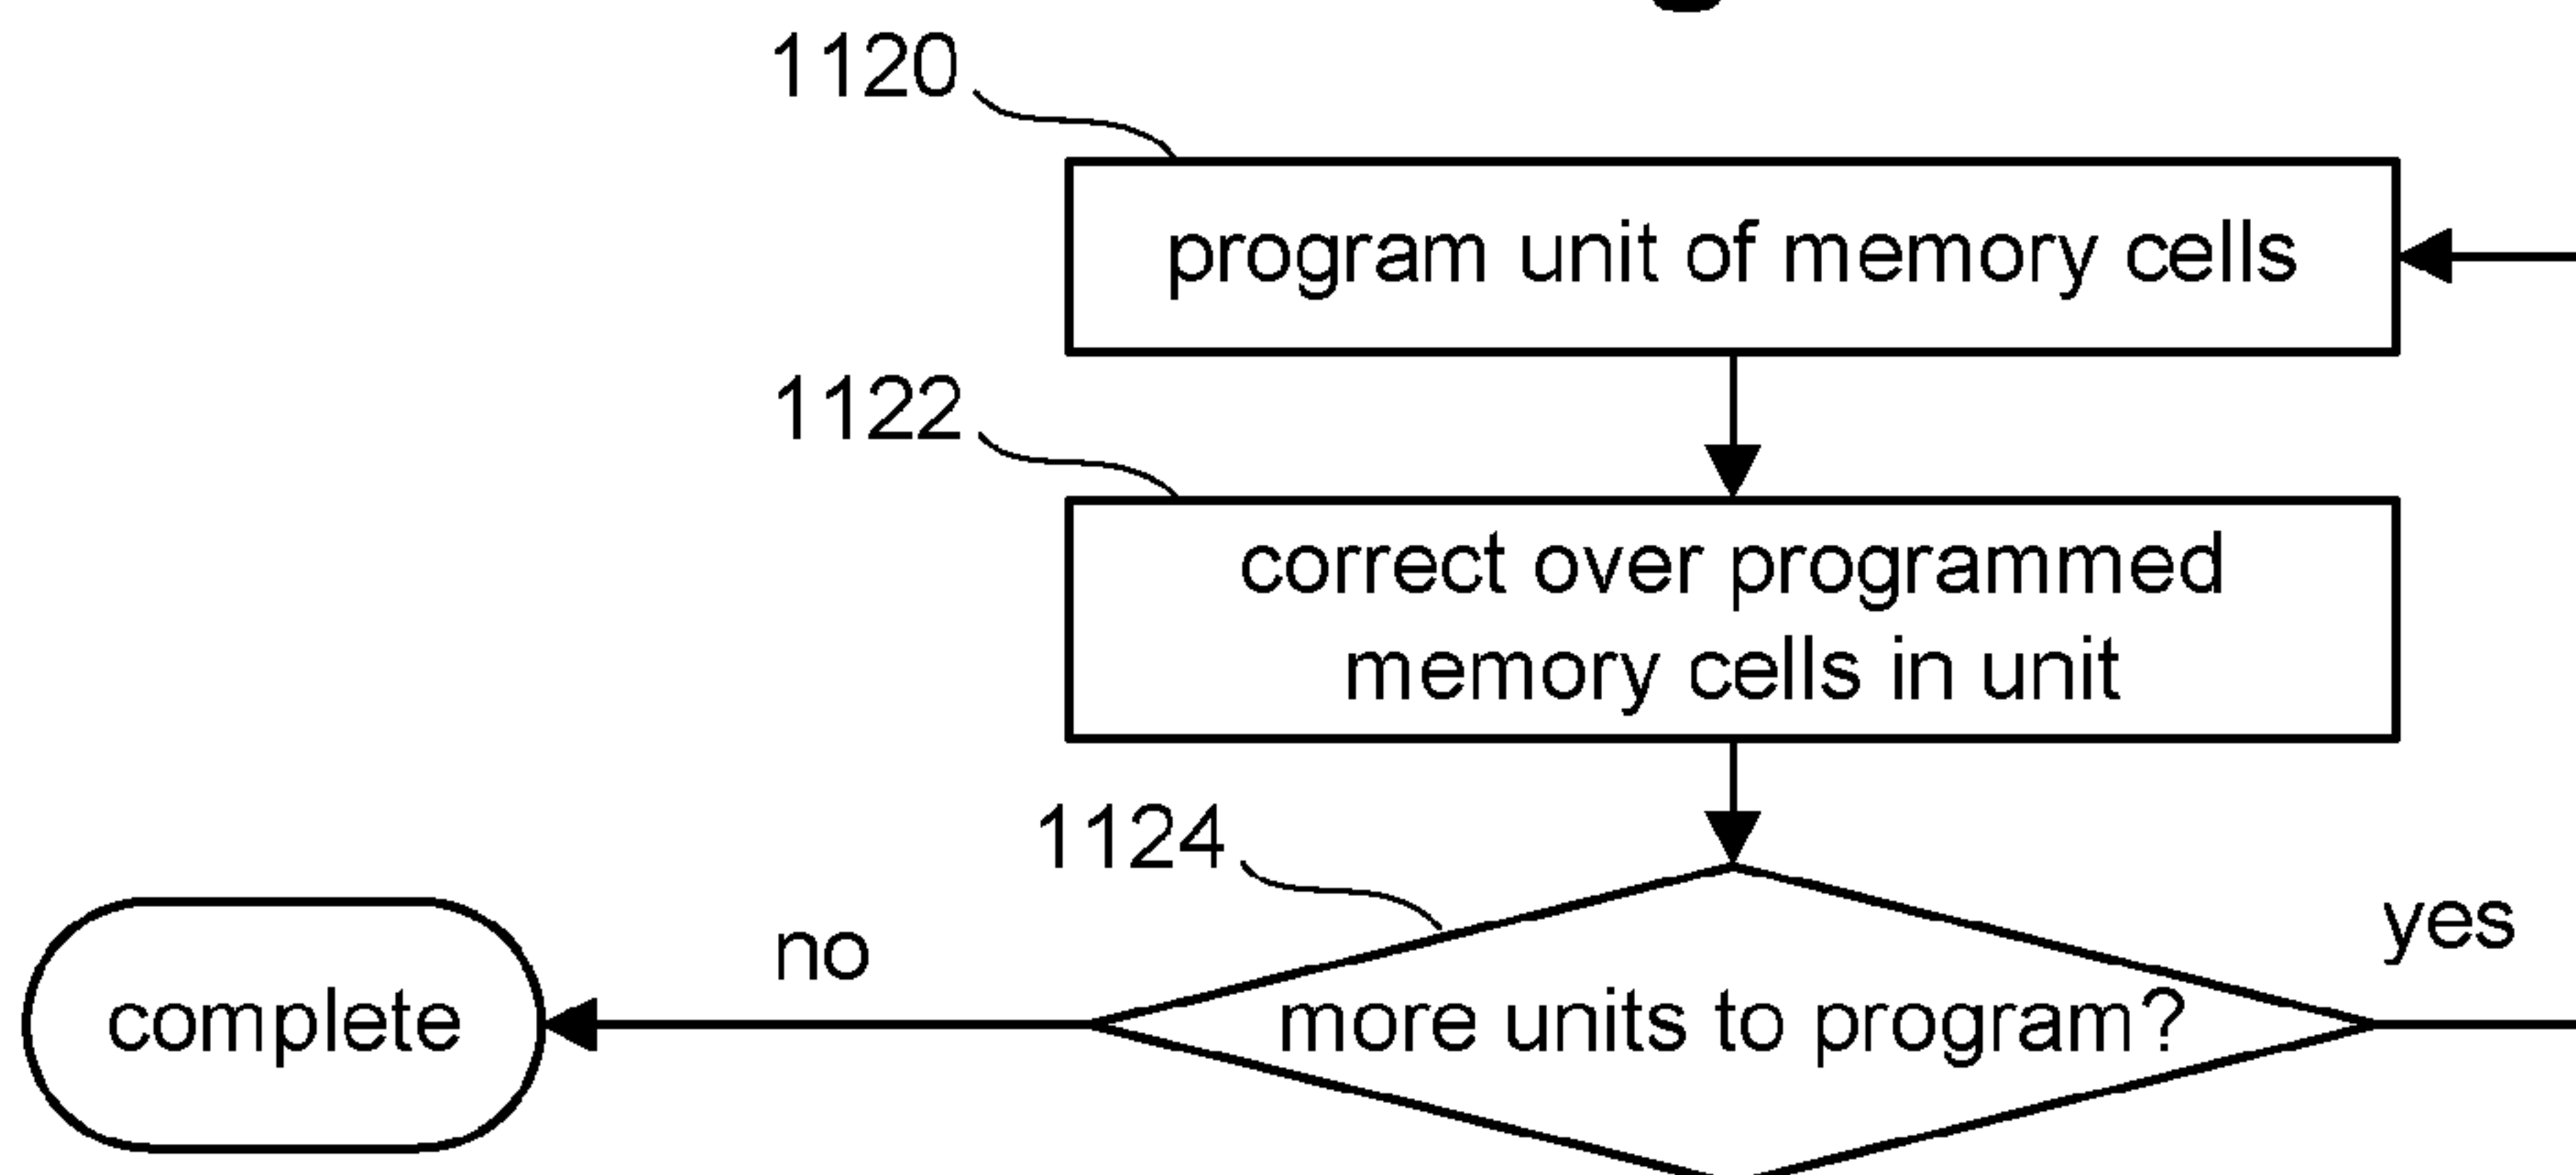 1120
program unit of memory cells
1122
correct over programmed
memory cells in unit
1124
yes
no
complete
more units to program?